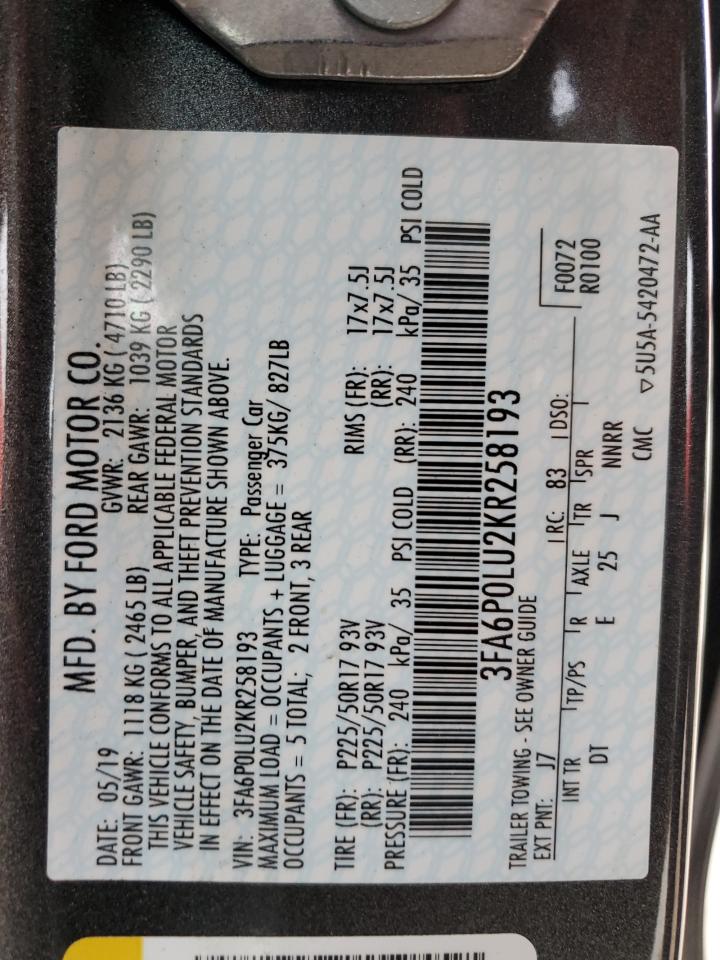 MFD. BY FORD MOTOR CO.
DATE: 05/19 GVWR: 2136 KG ( 4710 LB)
FRONT GAWR: 1118 KG ( 2465 LB) REAR GAWR: 1039 KG ( 2290 LB)
THIS VEHICLE CONFORMS TO ALL APPLICABLE FEDERAL MOTOR
VEHICLE SAFETY, BUMPER, AND THEFT PREVENTION STANDARDS
IN EFFECT ON THE DATE OF MANUFACTURE SHOWN ABOVE.
VIN: 3FA6P0LU2KR258193 TYPE: Passenger Car
MAXIMUM LOAD = OCCUPANTS + LUGGAGE = 375KG/ 827LB
OCCUPANTS = 5 TOTAL; 2 FRONT, 3 REAR
TIRE (FR): P225/50R17 93V RIMS (FR): 17x7.5J
(RR): P225/50R17 93V (RR): 17x7.5J
PRESSURE (FR): 240 kPa/ 35 PSI COLD (RR): 240 kPa/ 35 PSI COLD
3FA6P0LU2KR258193
TRAILER TOWING - SEE OWNER GUIDE F0072
EXT PNT: J7 RC: 83 DSO: R0100
INT TR TP/PS R AXLE TR SPR
DT E 25 J NNRR
CMC
▽5U5A-5420472-AA